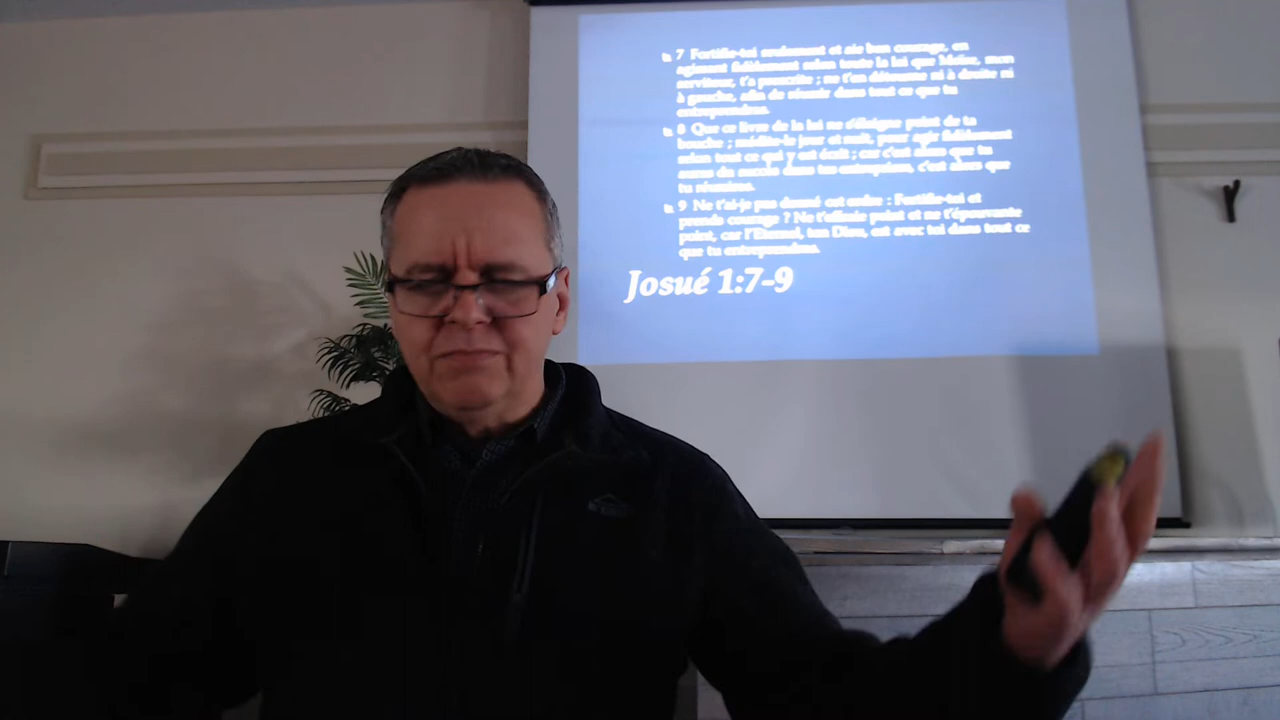 7 Fortifie-toi seulement et aie bon courage, en
agissant fidèlement selon toute la loi que Moïse, mon
serviteur, t'a prescrite ; ne t'en détourne ni à droite ni
à gauche, afin de réussir dans tout ce que tu
entreprendras.
8 Que ce livre de la loi ne s'éloigne point de ta
bouche ; médite-le jour et nuit, pour agir fidèlement
selon tout ce qui y est écrit ; car c'est alors que tu
auras du succès dans tes entreprises, c'est alors que
tu réussiras.
9 Ne t'ai-je pas donné cet ordre : Fortifie-toi et
prends courage ? Ne t'effraie point et ne t'épouvante
point, car l'Eternel, ton Dieu, est avec toi dans tout ce
que tu entreprendras.
Josué 1:7-9